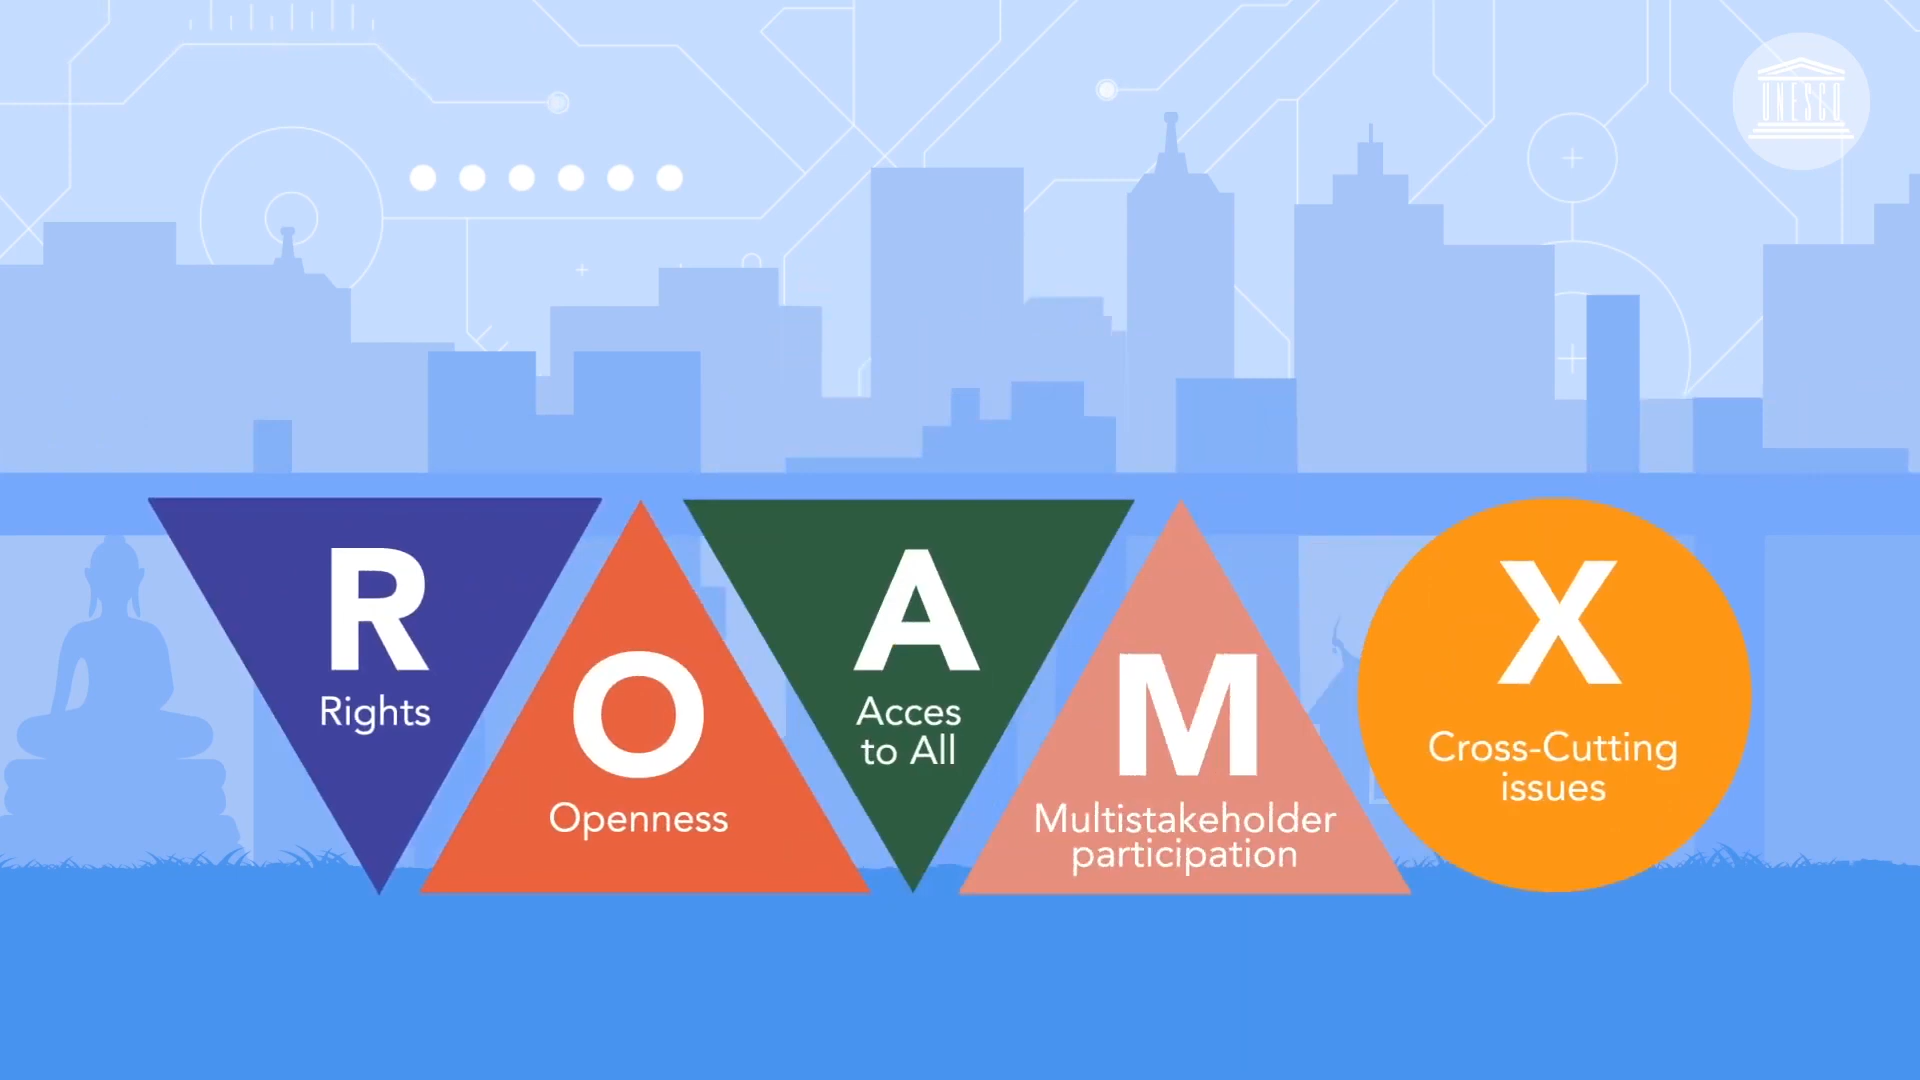 UNESCO
R
Rights
O
Openness
A
Acces
to All
M
Multistakeholder
participation
X
Cross-Cutting
issues